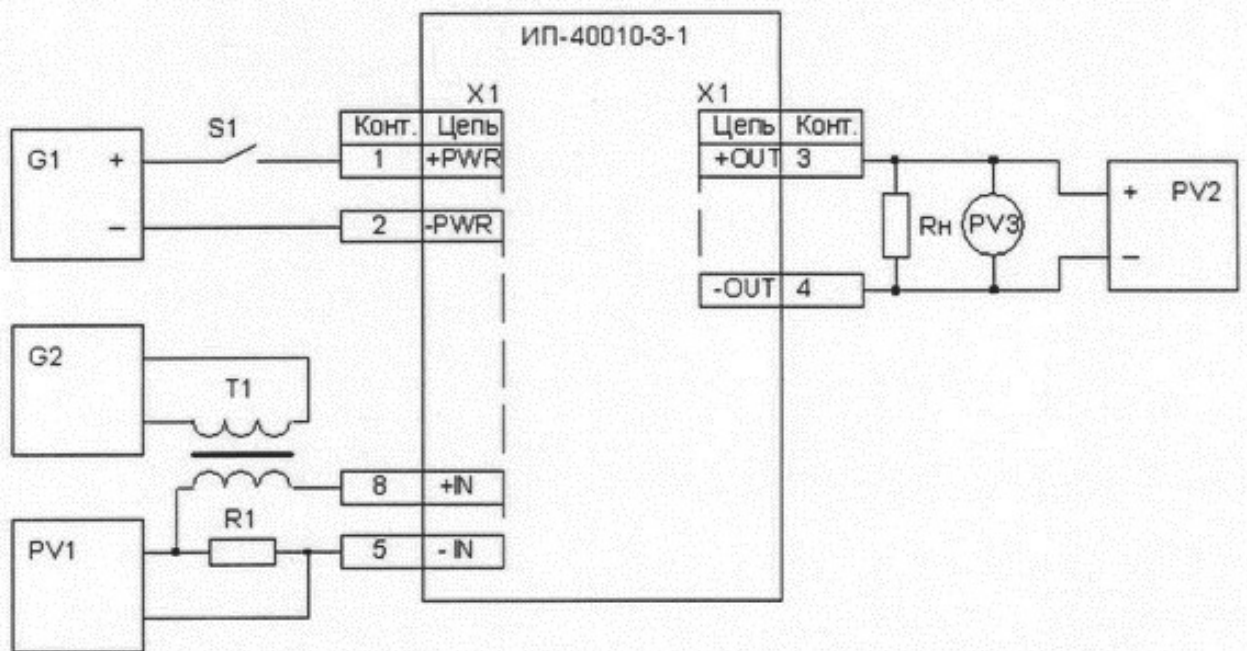 ИП-40010-3-1
X1
X1
S1
Конт. Цепь
Цепь Конт.
G1 +
1 +PWR
+OUT 3
–
2 -PWR
Rн
PV3
+ PV2
–
-OUT 4
G2
T1
8 +IN
R1
PV1
5 - IN